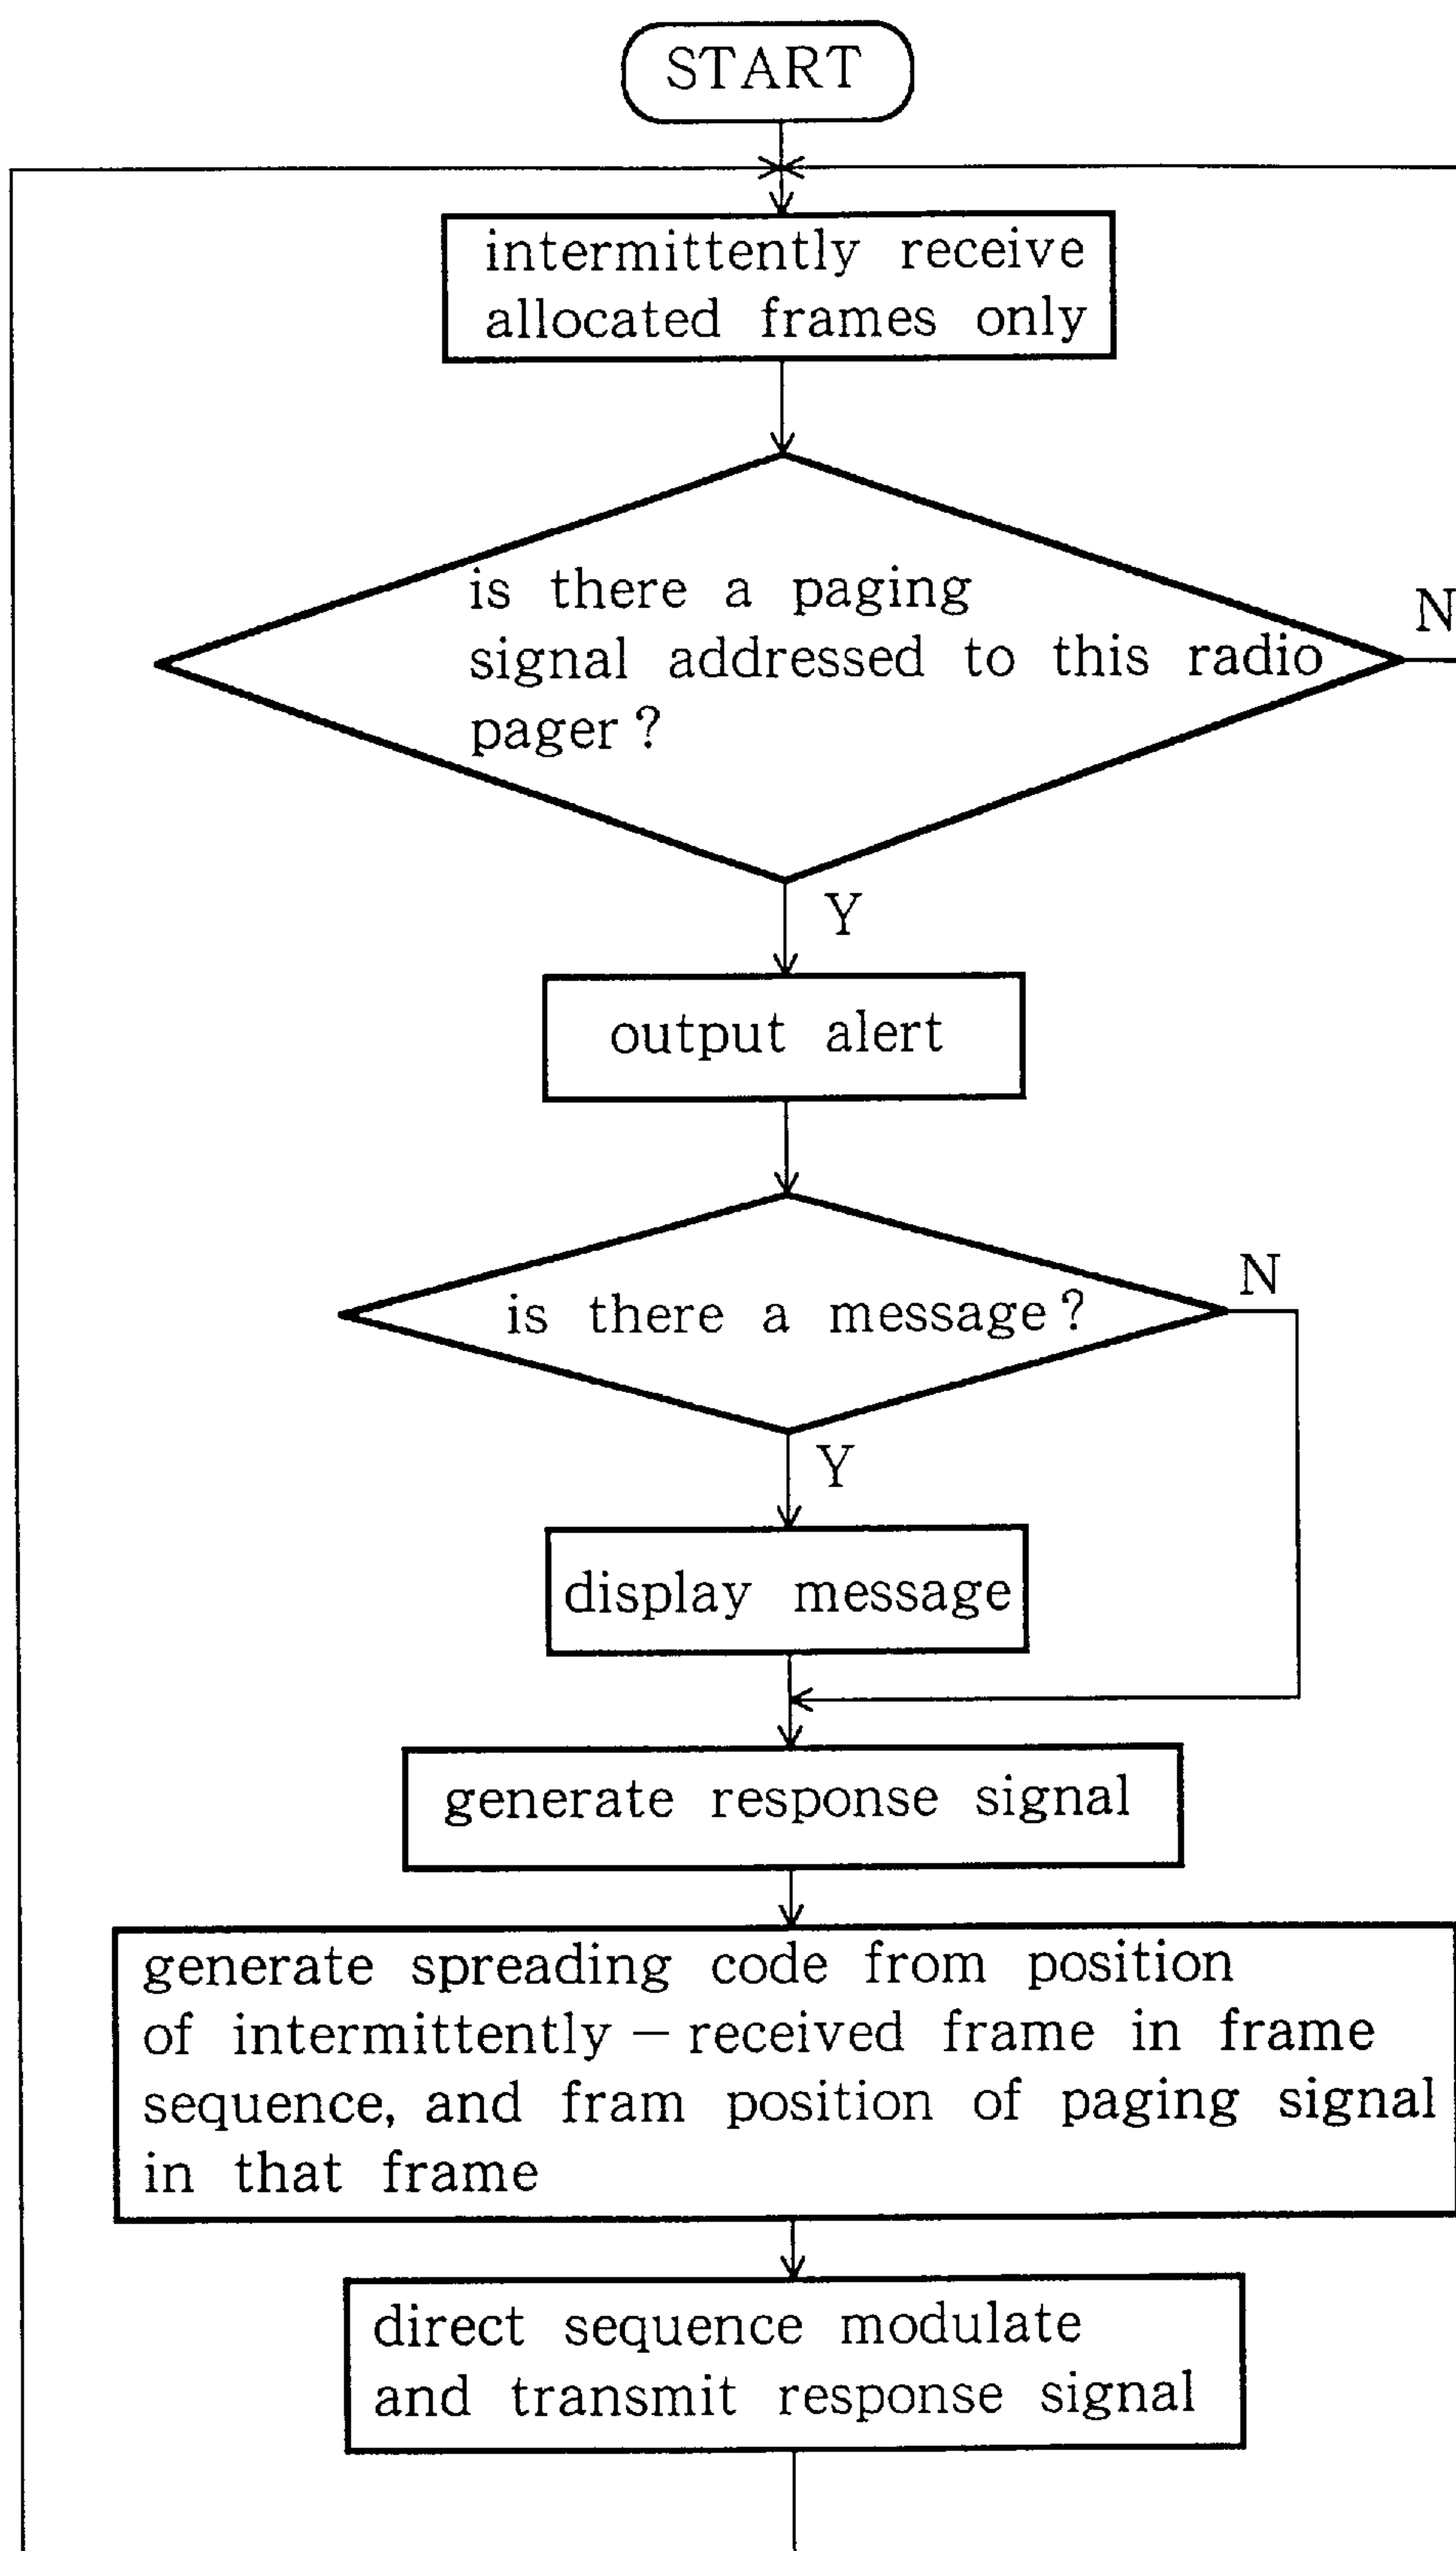 START
intermittently receive
allocated frames only
is there a paging
signal addressed to this radio
pager?
N
Y
output alert
is there a message?
N
Y
display message
generate response signal
generate spreading code from position
of intermittently – received frame in frame
sequence, and fram position of paging signal
in that frame
direct sequence modulate
and transmit response signal